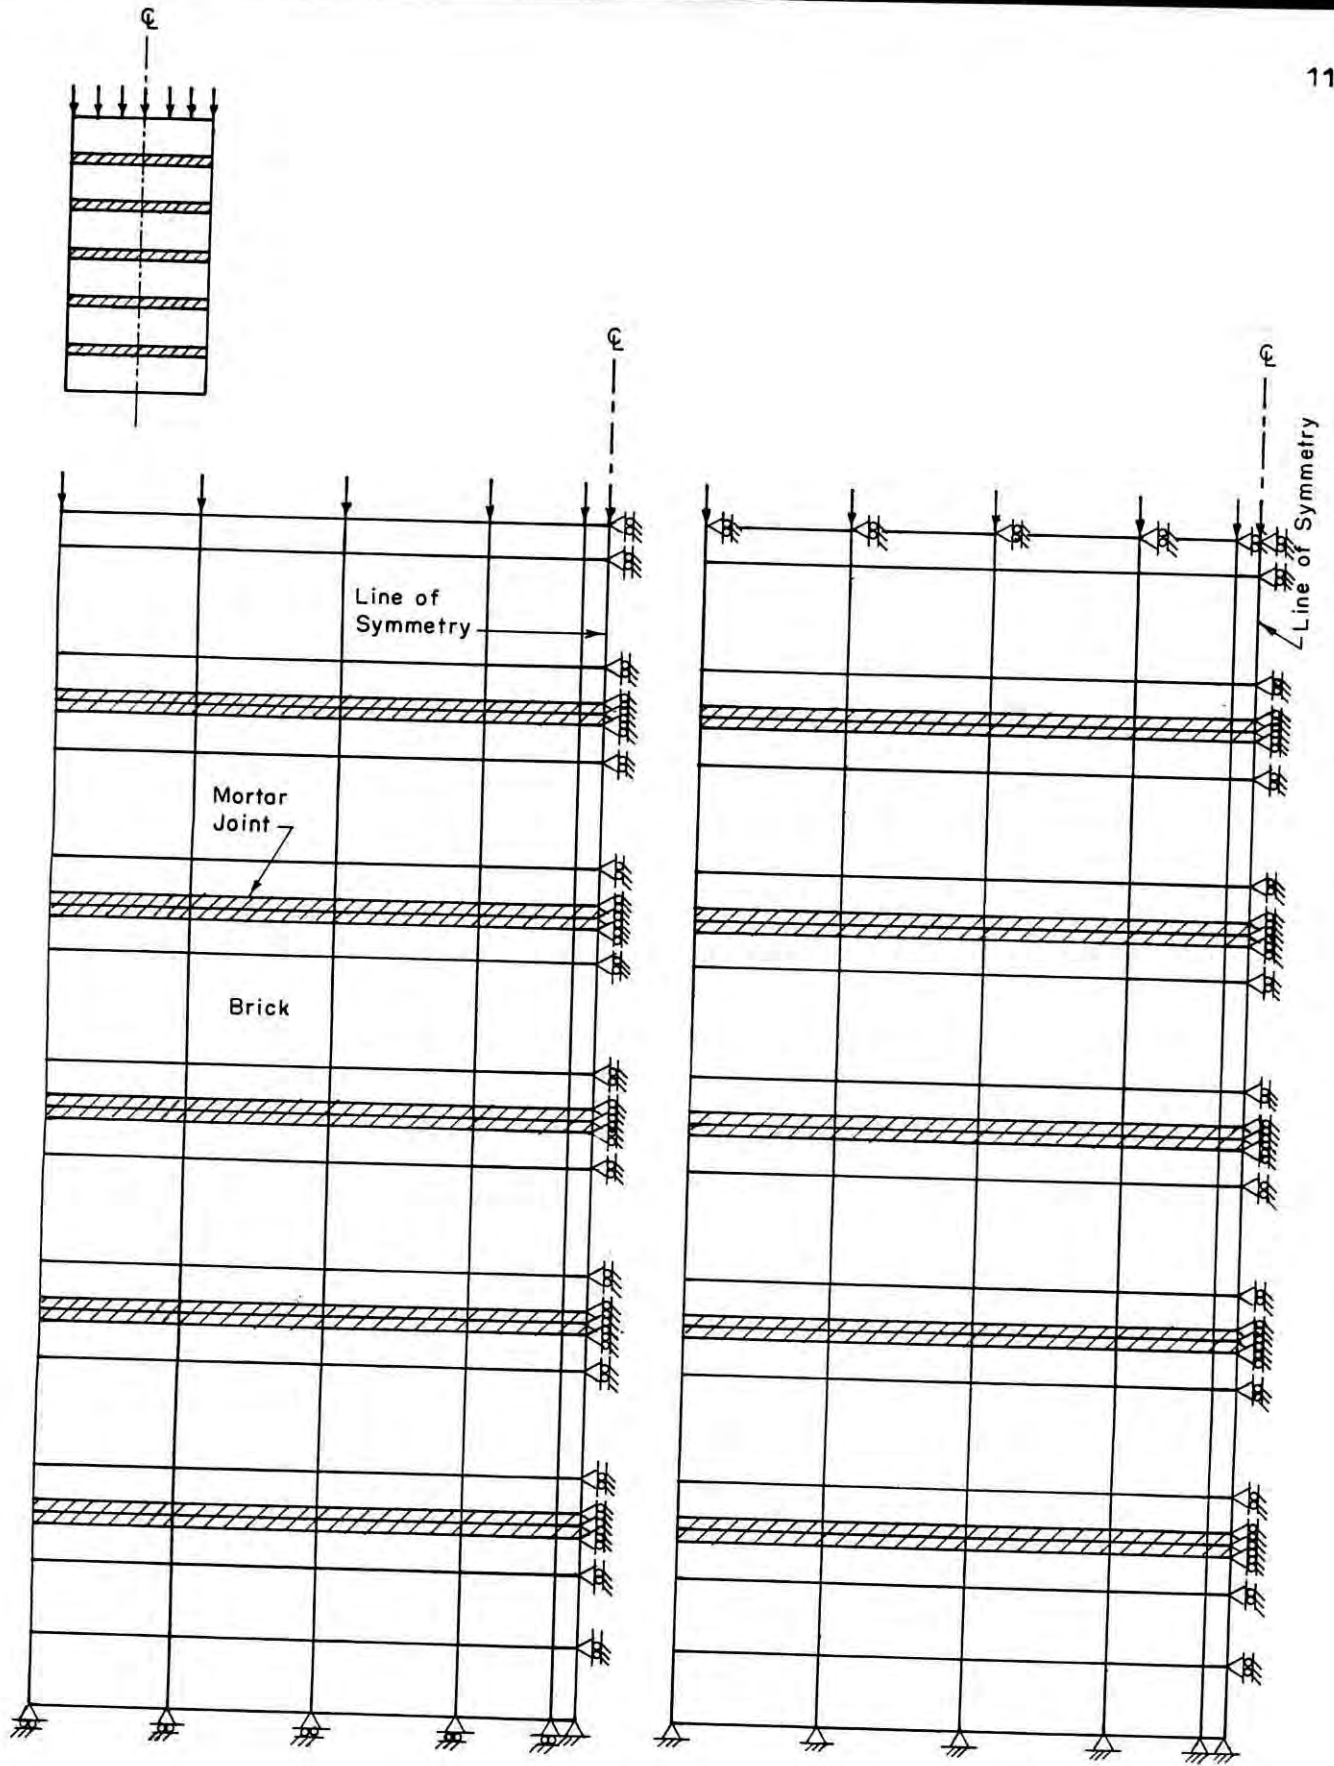 11
℄
℄
℄
Line of Symmetry
Line of
Symmetry
Mortar
Joint
Brick